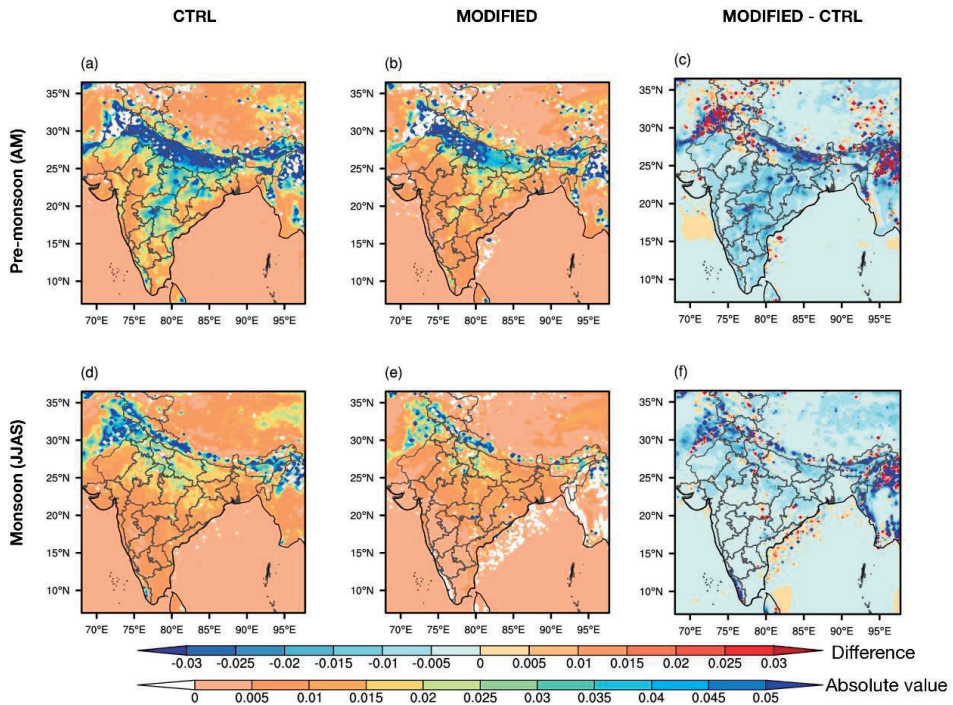 CTRL MODIFIED MODIFIED - CTRL
(a) (b) (c)
Pre-monsoon (AM)
35°N 35°N 35°N
30°N 30°N 30°N
25°N 25°N 25°N
20°N 20°N 20°N
15°N 15°N 15°N
10°N 10°N 10°N
70°E 75°E 80°E 85°E 90°E 95°E 70°E 75°E 80°E 85°E 90°E 95°E 70°E 75°E 80°E 85°E 90°E 95°E
(d) (e) (f)
Monsoon (JJAS)
35°N 35°N 35°N
30°N 30°N 30°N
25°N 25°N 25°N
20°N 20°N 20°N
15°N 15°N 15°N
10°N 10°N 10°N
70°E 75°E 80°E 85°E 90°E 95°E 70°E 75°E 80°E 85°E 90°E 95°E 70°E 75°E 80°E 85°E 90°E 95°E
-0.03 -0.025 -0.02 -0.015 -0.01 -0.005 0 0.005 0.01 0.015 0.02 0.025 0.03 Difference
0 0.005 0.01 0.015 0.02 0.025 0.03 0.035 0.04 0.045 0.05 Absolute value